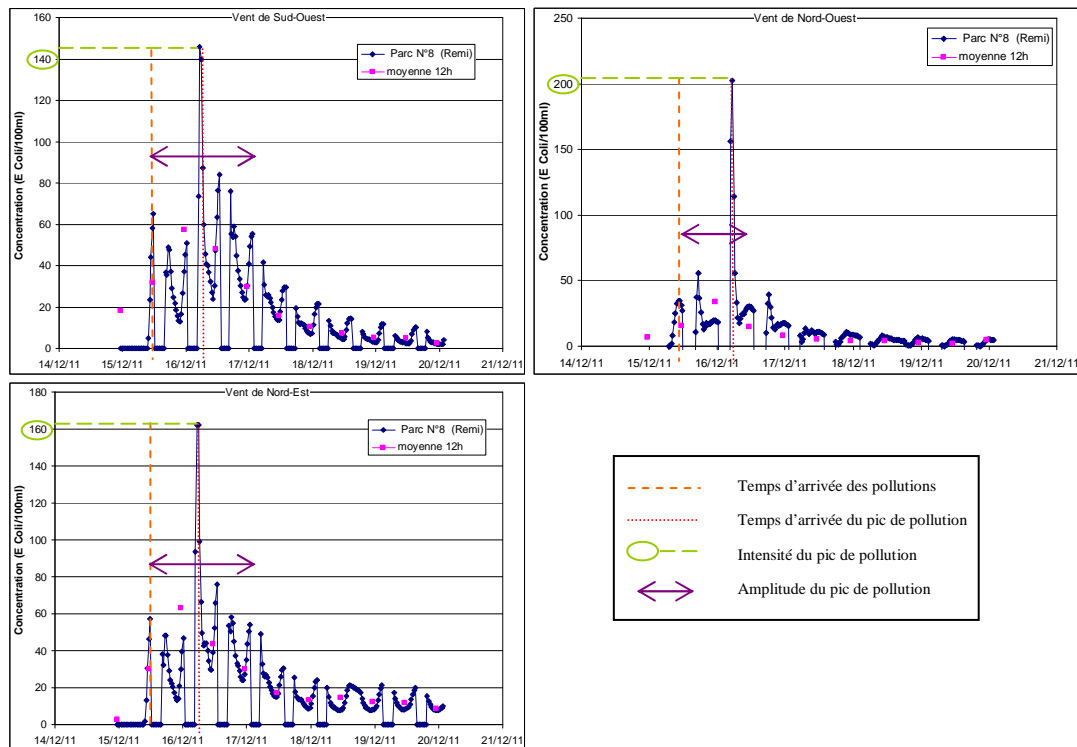 Vent de Sud-Ouest
Concentration (E Coli/100ml)
160
140
120
100
80
60
40
20
0
14/12/11 15/12/11 16/12/11 17/12/11 18/12/11 19/12/11 20/12/11 21/12/11
Parc N°8 (Remi)
moyenne 12h
Vent de Nord-Ouest
Concentration (E Coli/100ml)
250
200
150
100
50
0
14/12/11 15/12/11 16/12/11 17/12/11 18/12/11 19/12/11 20/12/11 21/12/11
Parc N°8 (Remi)
moyenne 12h
Vent de Nord-Est
Concentration (E Coli/100ml)
180
160
140
120
100
80
60
40
20
0
14/12/11 15/12/11 16/12/11 17/12/11 18/12/11 19/12/11 20/12/11 21/12/11
Parc N°8 (Remi)
moyenne 12h
Temps d'arrivée des pollutions
Temps d'arrivée du pic de pollution
Intensité du pic de pollution
Amplitude du pic de pollution